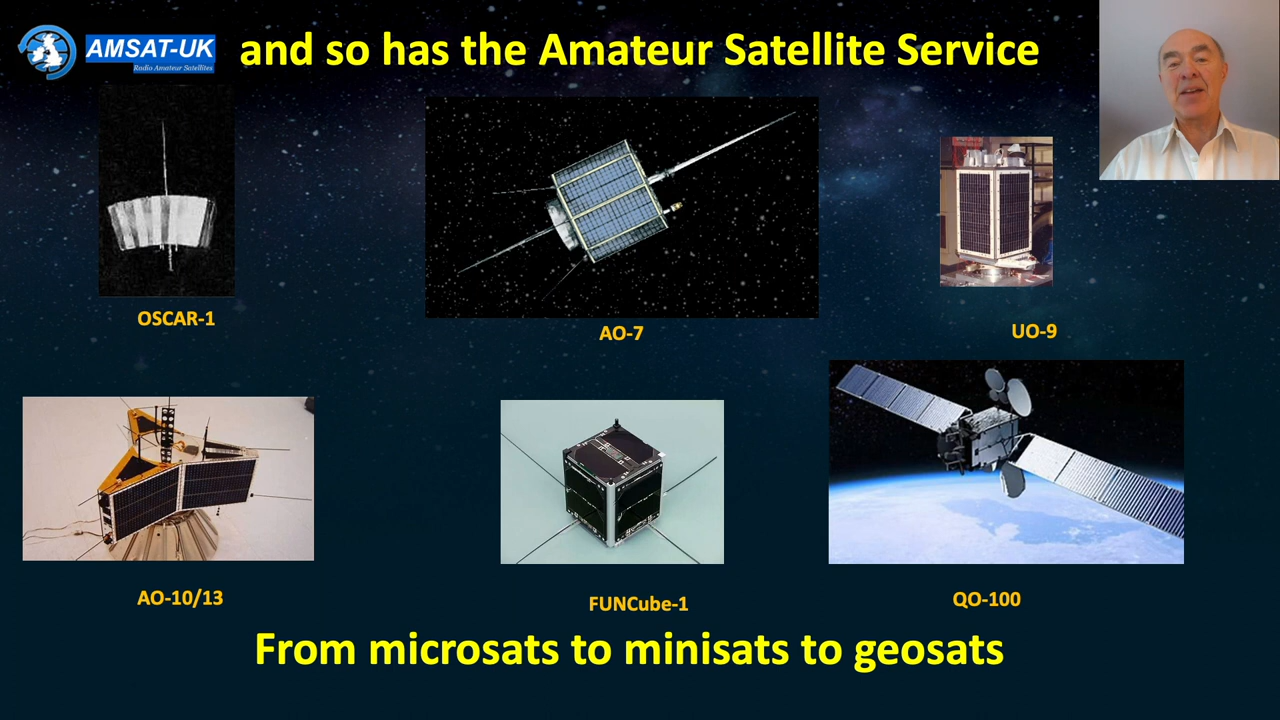 AMSAT-UK
Radio Amateur Satellites
and so has the Amateur Satellite Service
OSCAR-1
AO-7
UO-9
AO-10/13
FUNCube-1
QO-100
From microsats to minisats to geosats